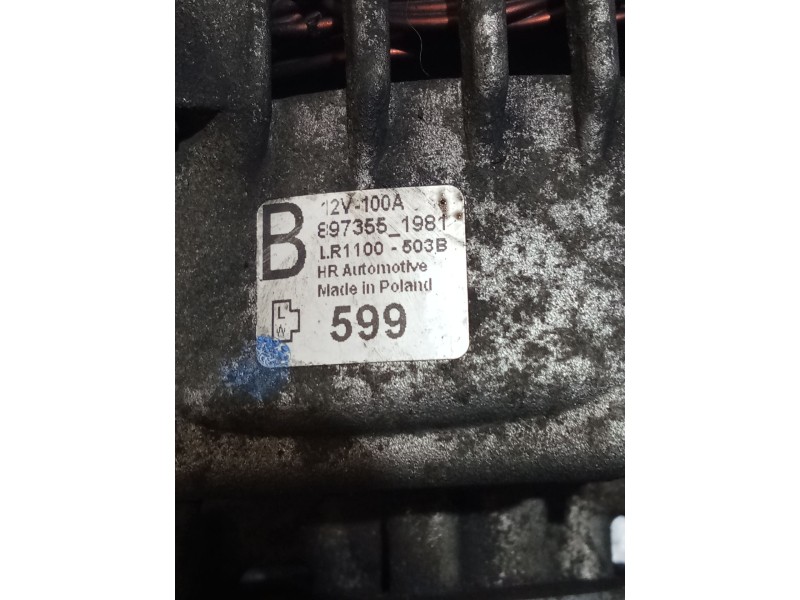 B
12V-100A
897355_1981
LR1100 - 503B
HR Automotive
Made in Poland
L
W
599